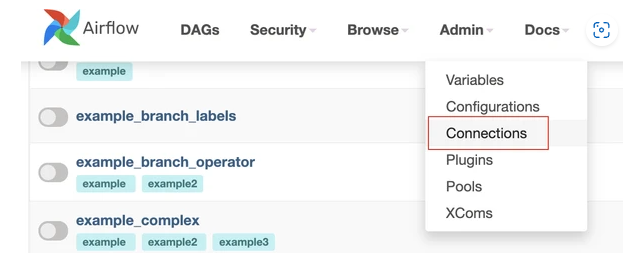 Airflow DAGs Security Browse Admin Docs
example
example_branch_labels
example_branch_operator
example example2
example_complex
example example2 example3
Variables
Configurations
Connections
Plugins
Pools
XComs